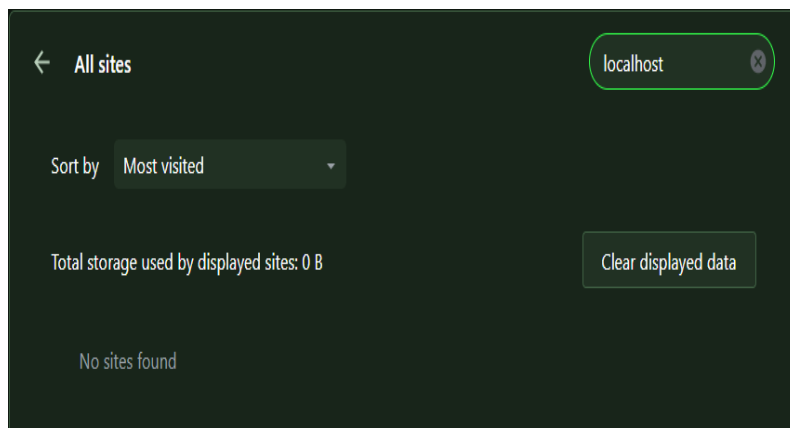 All sites
localhost
Sort by Most visited
Total storage used by displayed sites: 0 B
Clear displayed data
No sites found